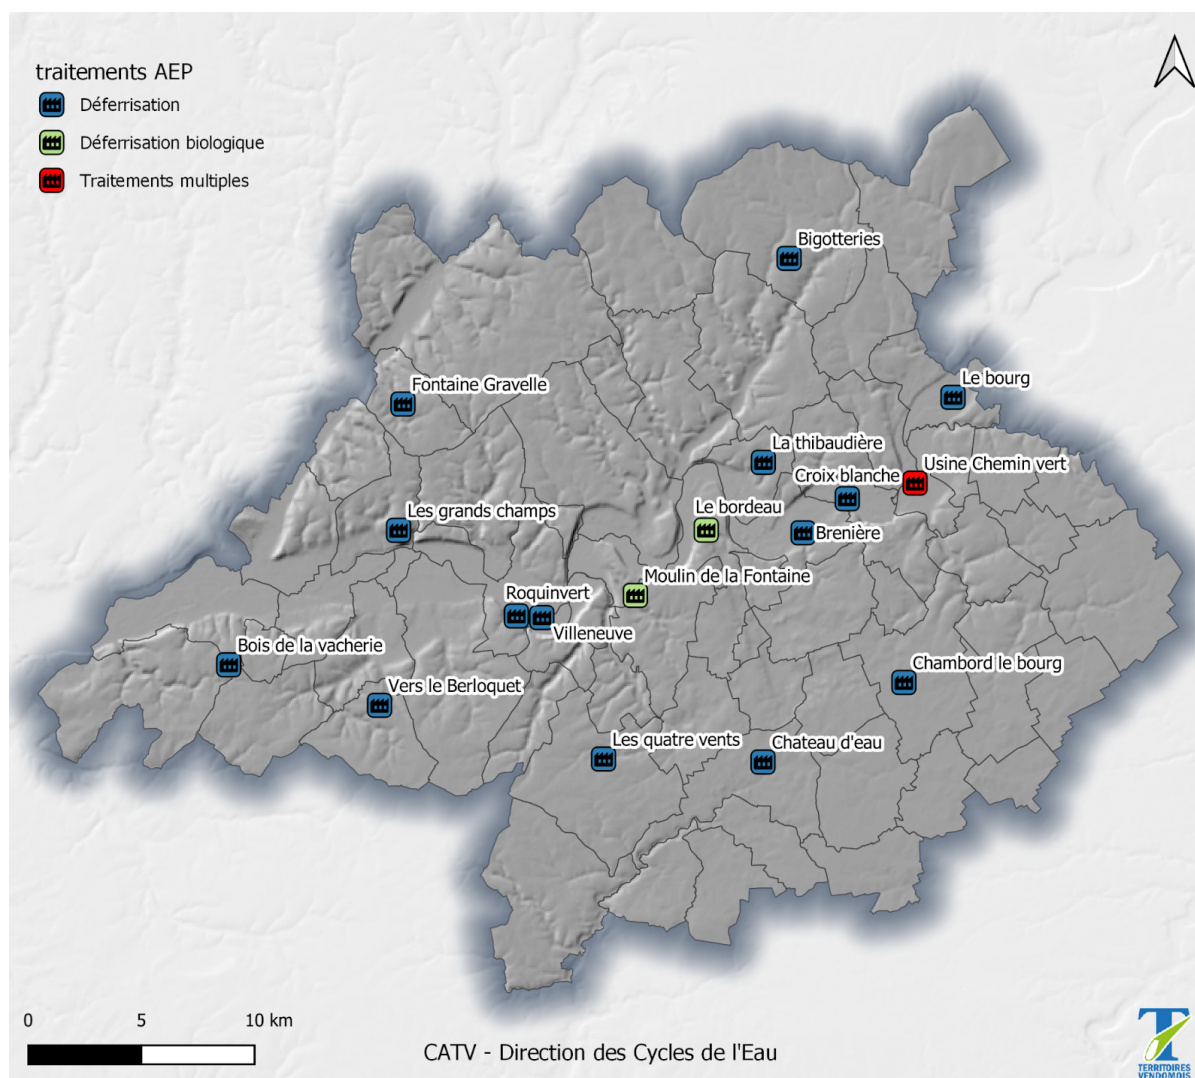 traitements AEP
Déferrisation
Déferrisation biologique
Traitements multiples
Bigotteries
Le bourg
Fontaine Gravelle
La thibaudière
Usine Chemin vert
Croix blanche
Les grands champs
Le bordeau
Brenière
Moulin de la Fontaine
Roquinvert
Villeneuve
Bois de la vacherie
Chambord le bourg
Vers le Berloquet
Les quatre vents
Chateau d'eau
0 5 10 km
CATV - Direction des Cycles de l'Eau
TERRITOIRES
VENDOMOIS